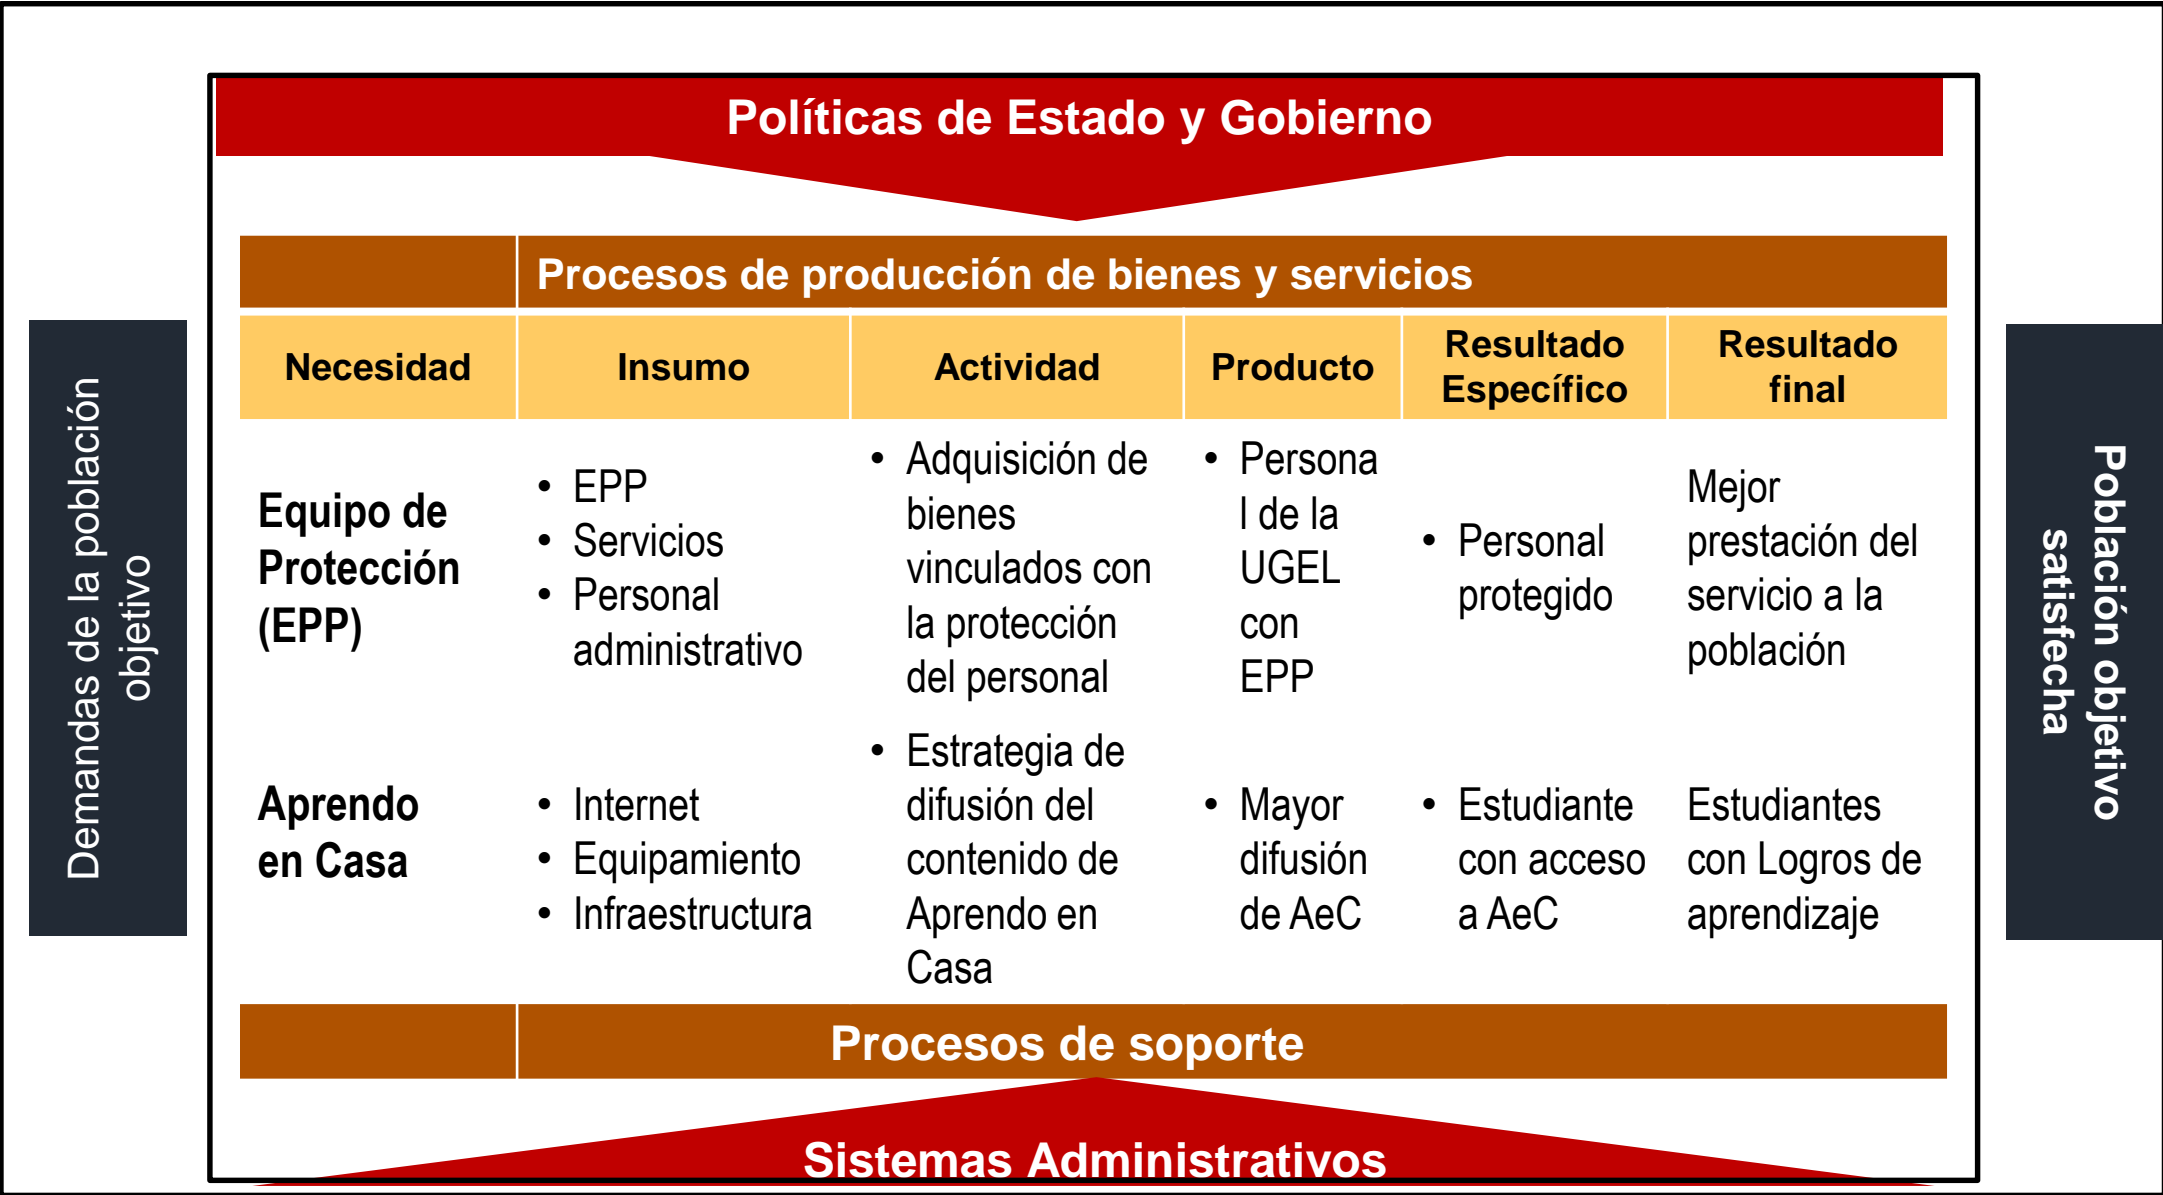 Políticas de Estado y Gobierno
Demandas de la población
objetivo
Procesos de producción de bienes y servicios
Necesidad
Insumo
Actividad
Producto
Resultado
Específico
Resultado
final
Equipo de
Protección
(EPP)
• EPP
• Servicios
• Personal
administrativo
• Adquisición de
bienes
vinculados con
la protección
del personal
• Persona
l de la
UGEL
con
EPP
• Personal
protegido
Mejor
prestación del
servicio a la
población
Aprendo
en Casa
• Internet
• Equipamiento
• Infraestructura
• Estrategia de
difusión del
contenido de
Aprendo en
Casa
• Mayor
difusión
de AeC
• Estudiante
con acceso
a AeC
Estudiantes
con Logros de
aprendizaje
Procesos de soporte
Sistemas Administrativos
Población objetivo
satisfecha